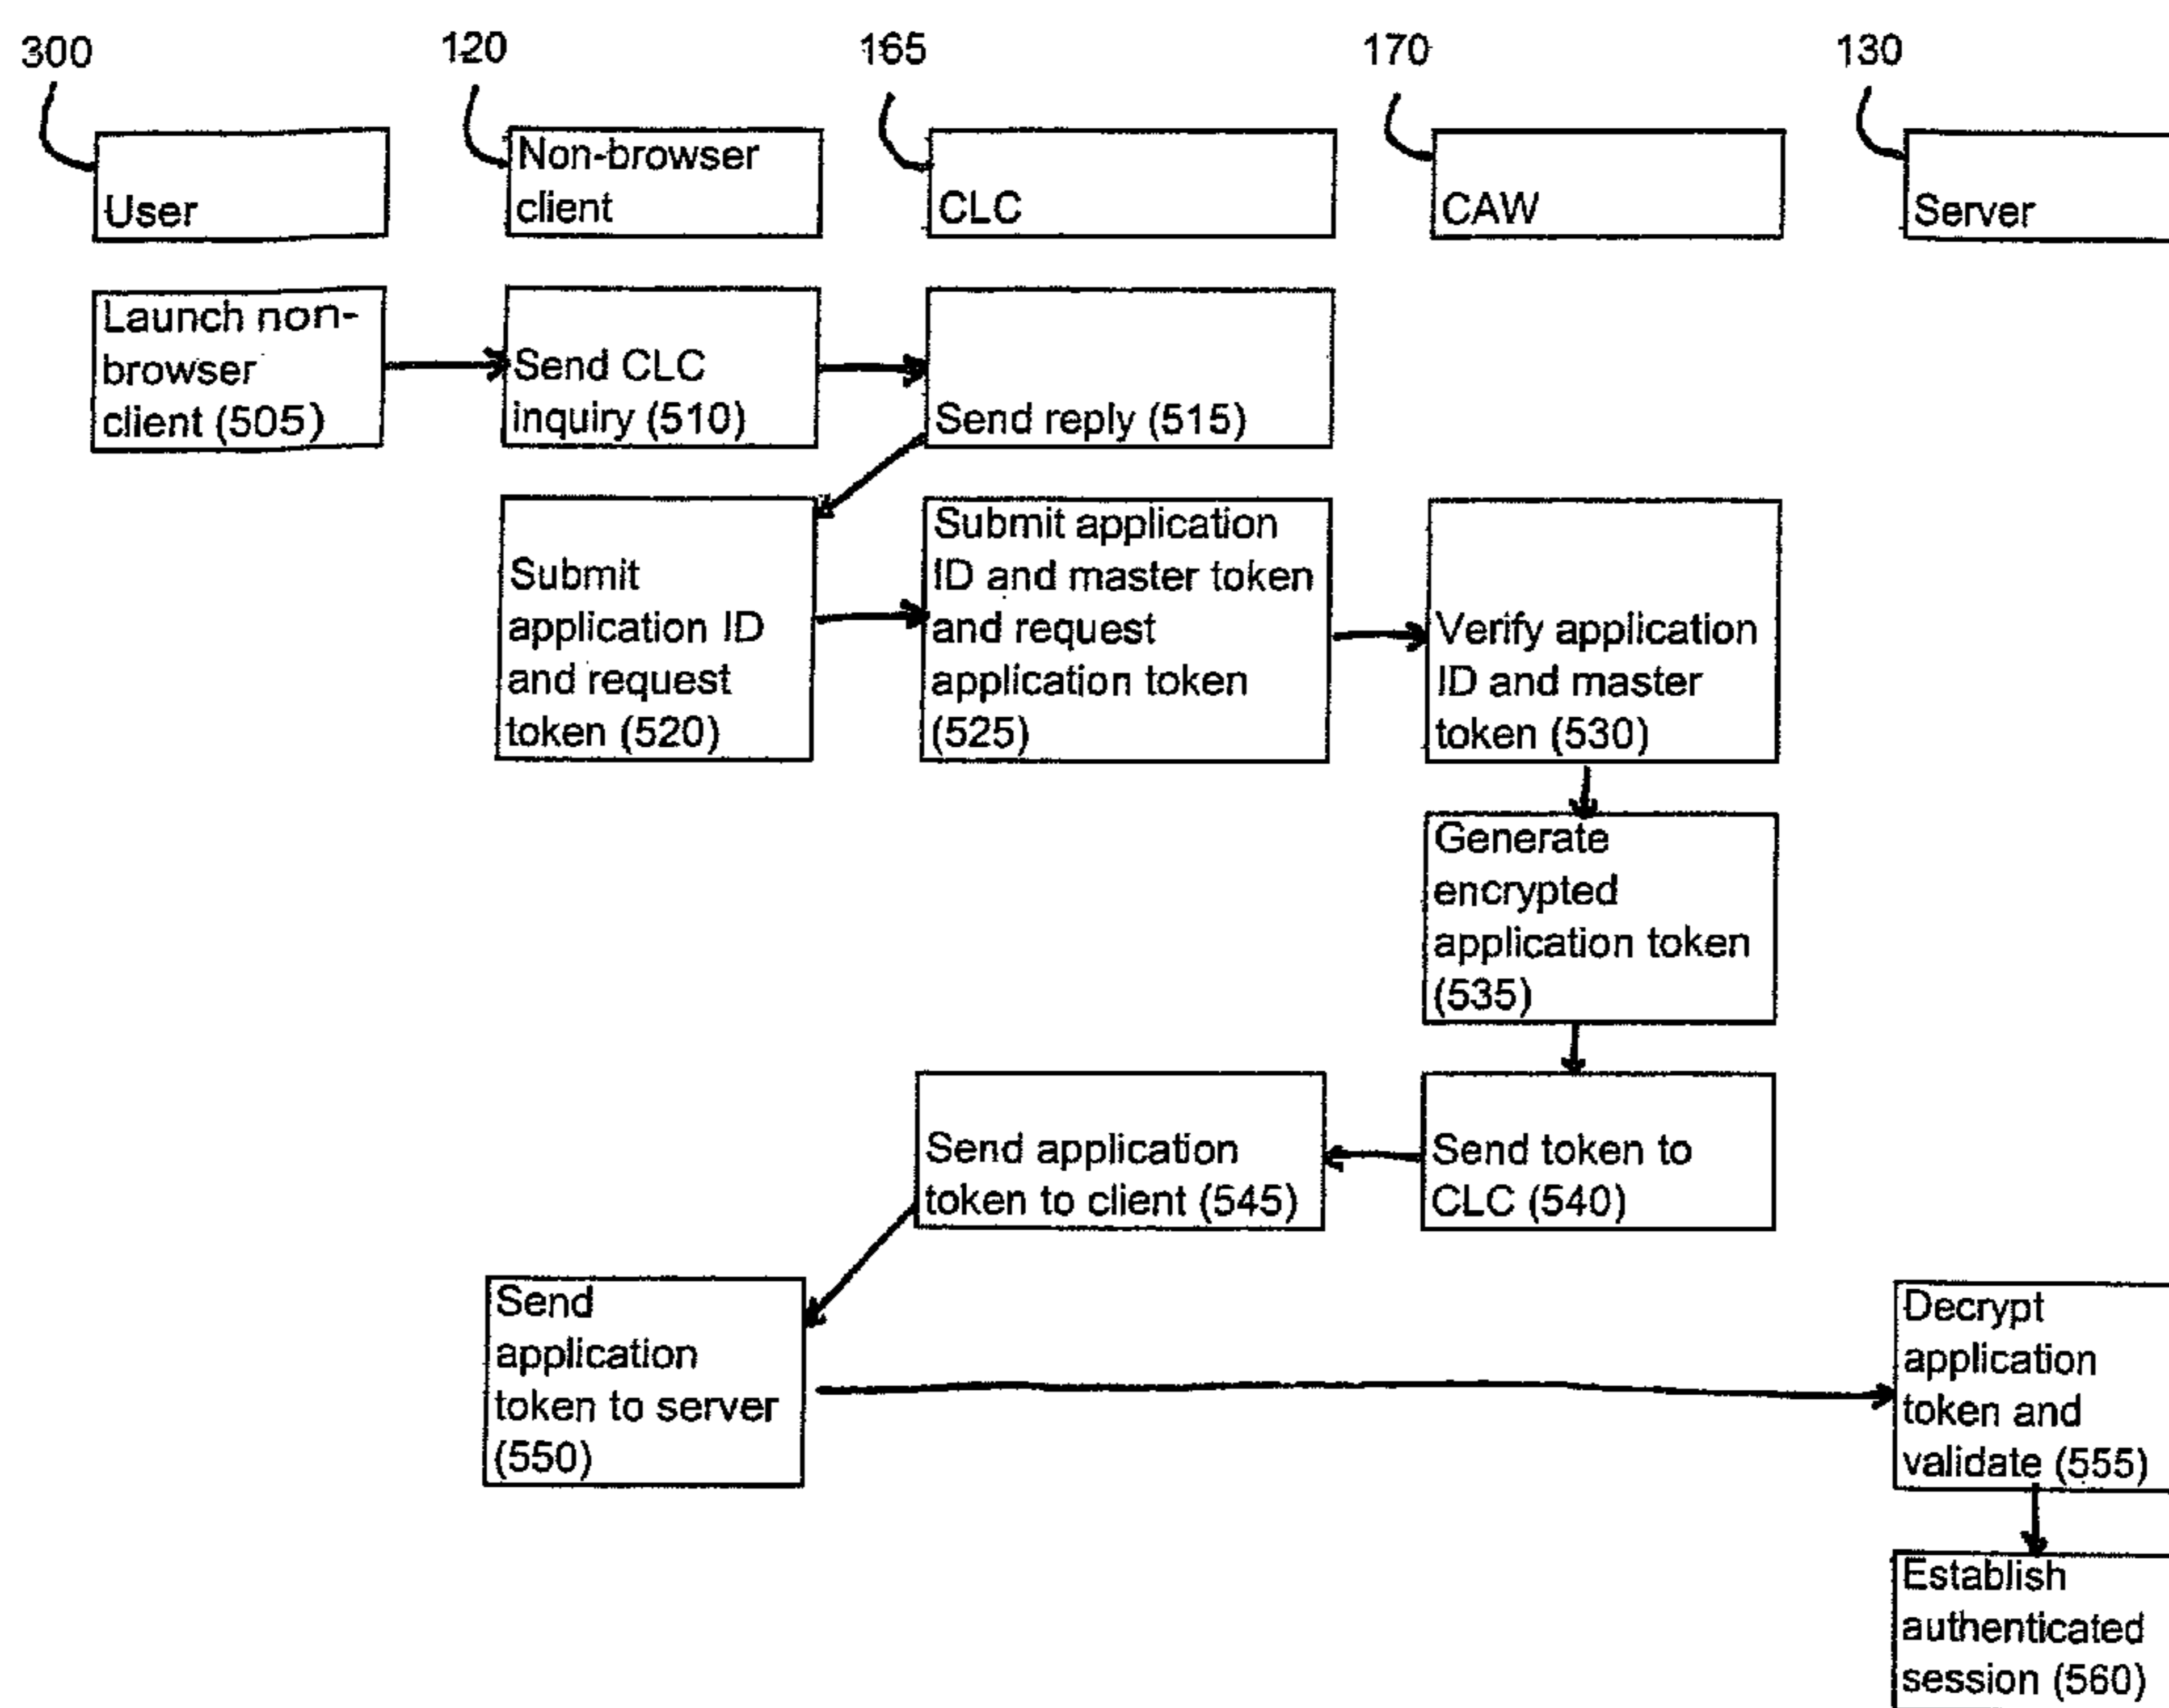 300
120
165
170
130
User
Non-browser
client
CLC
CAW
Server
Launch non-
browser
client (505)
Send CLC
inquiry (510)
Send reply (515)
Submit
application ID
and request
token (520)
Submit application
ID and master token
and request
application token
(525)
Verify application
ID and master
token (530)
Generate
encrypted
application token
(535)
Send token to
CLC (540)
Send application
token to client (545)
Send
application
token to server
(550)
Decrypt
application
token and
validate (555)
Establish
authenticated
session (560)